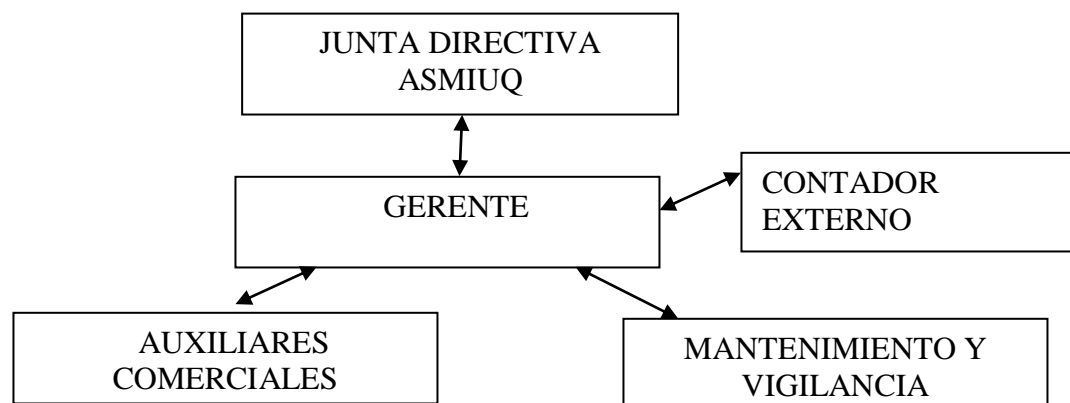 JUNTA DIRECTIVA
ASMIUQ
GERENTE
CONTADOR
EXTERNO
AUXILIARES
COMERCIALES
MANTENIMIENTO Y
VIGILANCIA